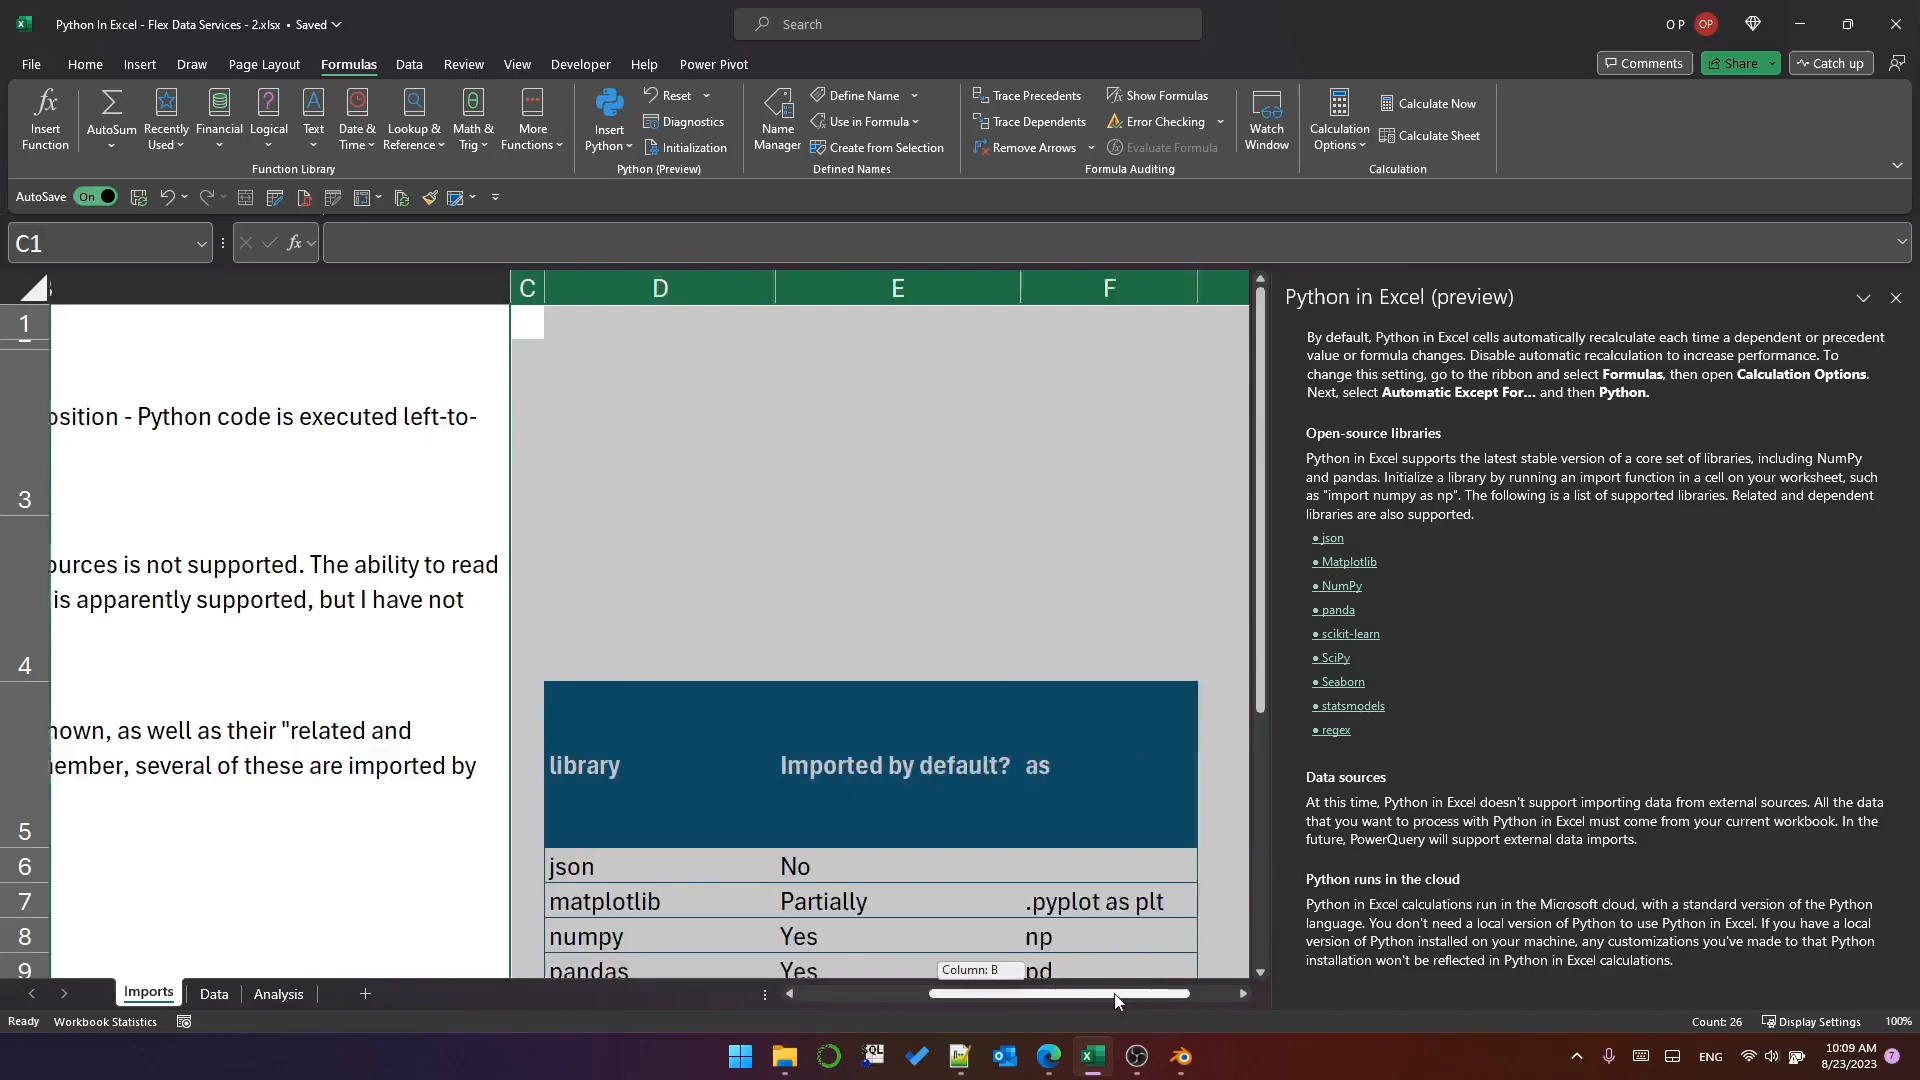 Python In Excel - Flex Data Services - 2.xlsx • Saved
Search
O P
OP
File Home Insert Draw Page Layout Formulas Data Review View Developer Help Power Pivot
Comments Share Catch up
Insert Function
AutoSum
Recently Used
Financial
Logical
Text
Date & Time
Lookup & Reference
Math & Trig
More Functions
Function Library
Insert Python
Reset
Diagnostics
Initialization
Python (Preview)
Name Manager
Define Name
Use in Formula
Create from Selection
Defined Names
Trace Precedents
Trace Dependents
Remove Arrows
Show Formulas
Error Checking
Evaluate Formula
Formula Auditing
Watch Window
Calculation Options
Calculate Now
Calculate Sheet
Calculation
AutoSave On
C1
fx
C D E F
1
osition - Python code is executed left-to-
3
ources is not supported. The ability to read
is apparently supported, but I have not
4
nown, as well as their "related and
member, several of these are imported by
5
library Imported by default? as
6 json No
7 matplotlib Partially .pyplot as plt
8 numpy Yes np
9 pandas Yes pd
Column: B
Python in Excel (preview)
By default, Python in Excel cells automatically recalculate each time a dependent or precedent
value or formula changes. Disable automatic recalculation to increase performance. To
change this setting, go to the ribbon and select Formulas, then open Calculation Options.
Next, select Automatic Except For... and then Python.
Open-source libraries
Python in Excel supports the latest stable version of a core set of libraries, including NumPy
and pandas. Initialize a library by running an import function in a cell on your worksheet, such
as "import numpy as np". The following is a list of supported libraries. Related and dependent
libraries are also supported.
• json
• Matplotlib
• NumPy
• panda
• scikit-learn
• SciPy
• Seaborn
• statsmodels
• regex
Data sources
At this time, Python in Excel doesn't support importing data from external sources. All the data
that you want to process with Python in Excel must come from your current workbook. In the
future, PowerQuery will support external data imports.
Python runs in the cloud
Python in Excel calculations run in the Microsoft cloud, with a standard version of the Python
language. You don't need a local version of Python to use Python in Excel. If you have a local
version of Python installed on your machine, any customizations you've made to that Python
installation won't be reflected in Python in Excel calculations.
Imports Data Analysis
Ready Workbook Statistics
Count: 26 Display Settings 100%
ENG
10:09 AM
8/23/2023
7